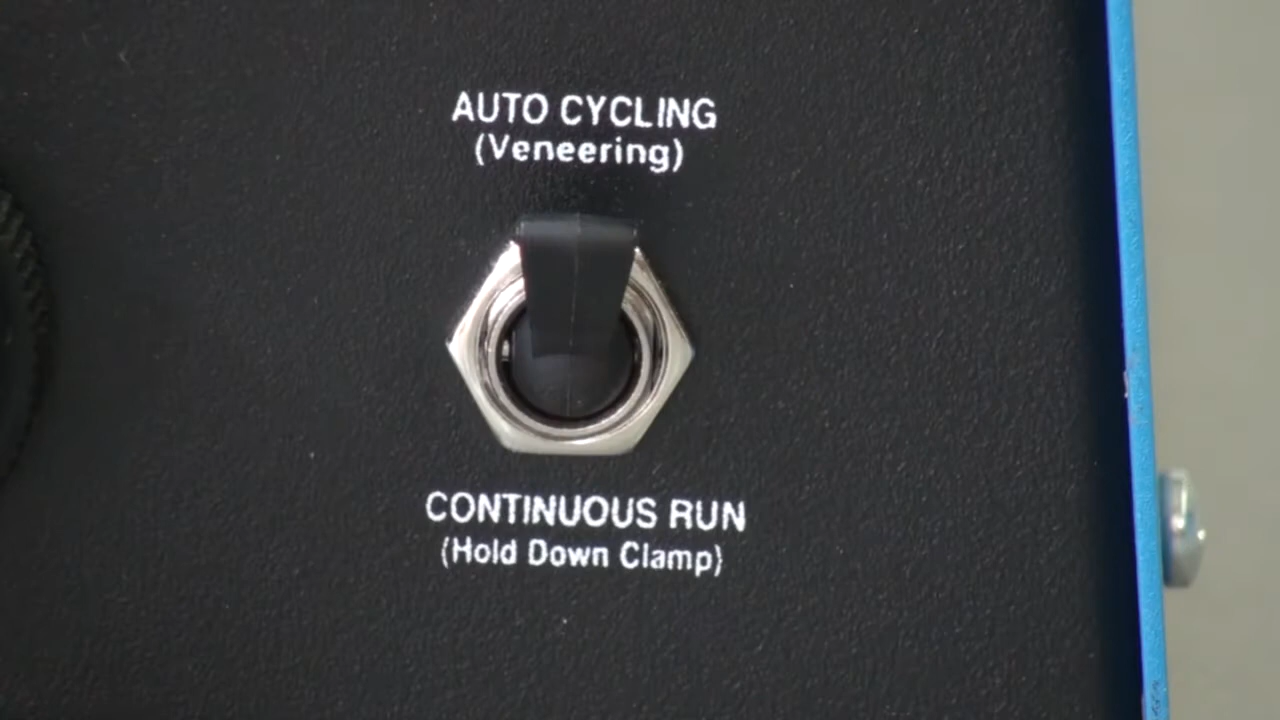 AUTO CYCLING
(Veneering)
CONTINUOUS RUN
(Hold Down Clamp)